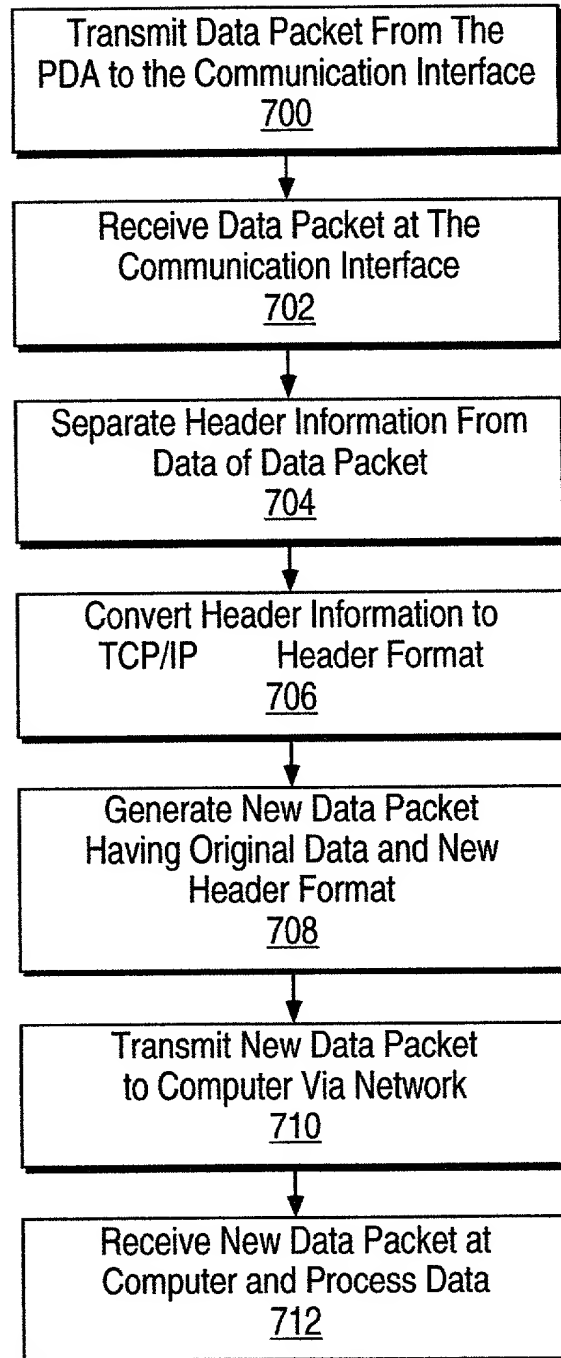 Transmit Data Packet From The
PDA to the Communication Interface
700
Receive Data Packet at The
Communication Interface
702
Separate Header Information From
Data of Data Packet
704
Convert Header Information to
TCP/IP Header Format
706
Generate New Data Packet
Having Original Data and New
Header Format
708
Transmit New Data Packet
to Computer Via Network
710
Receive New Data Packet at
Computer and Process Data
712